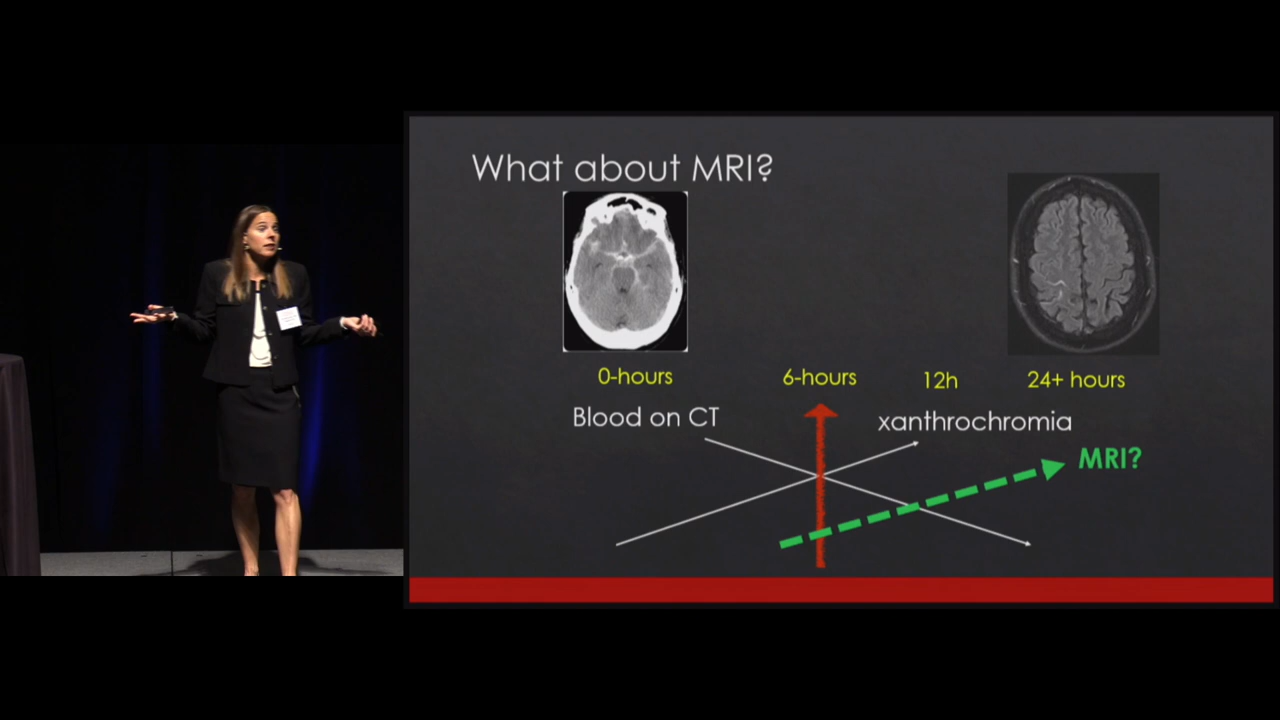 What about MRI?
0-hours
6-hours
12h
24+ hours
Blood on CT
xanthrochromia
MRI?